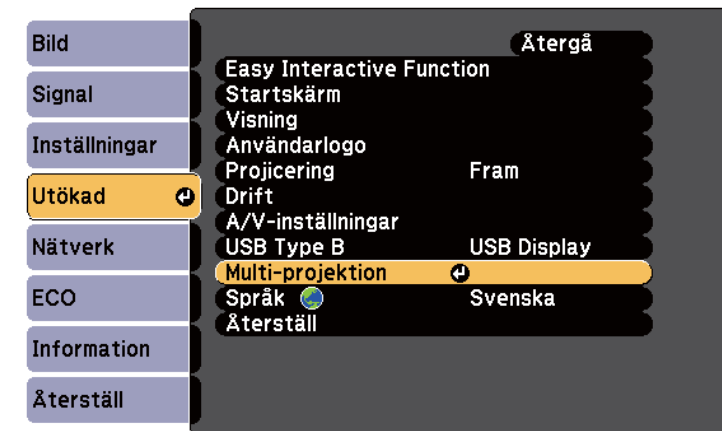 Bild
Signal
Inställningar
Utökad
Nätverk
ECO
Information
Återställ
Återgå
Easy Interactive Function
Startskärm
Visning
Användarlogo
Projicering Fram
Drift
A/V-inställningar
USB Type B USB Display
Multi-projektion
Språk Svenska
Återställ